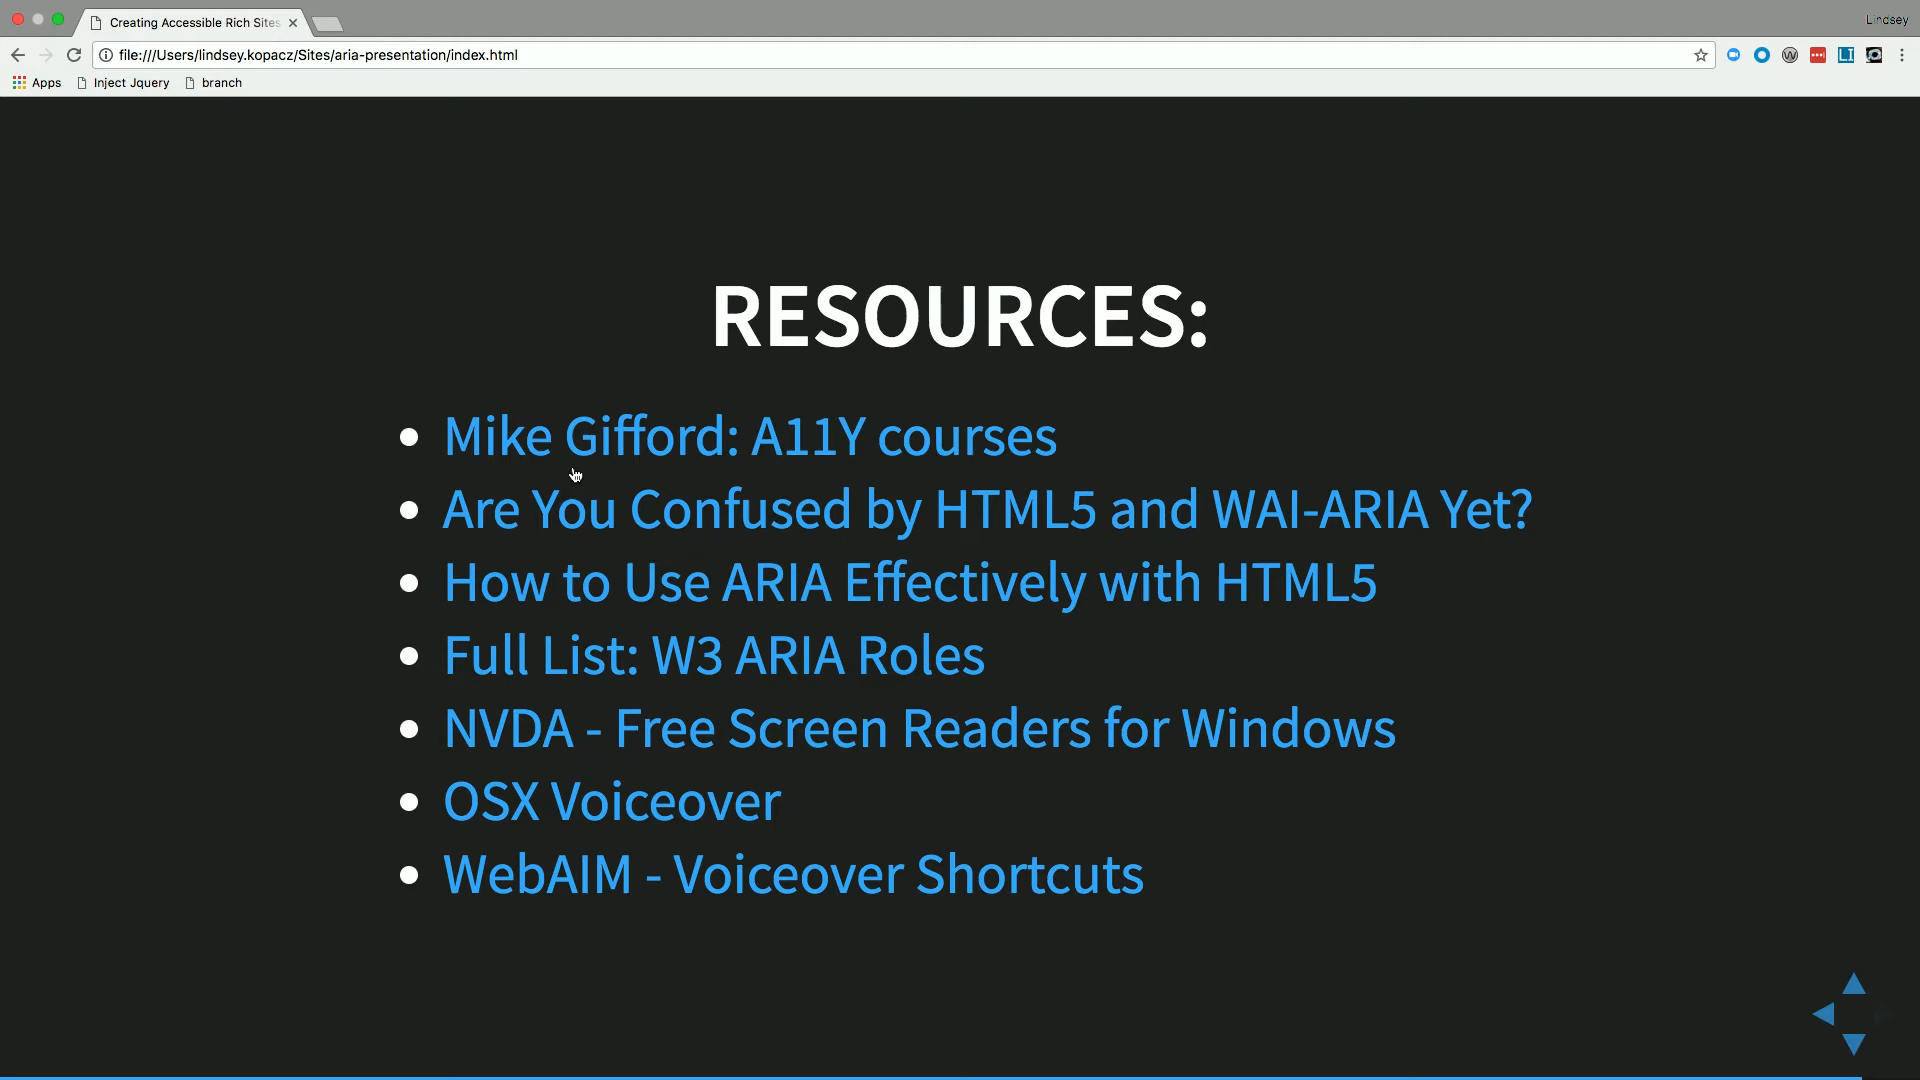 Creating Accessible Rich Sites
Lindsey
file:///Users/lindsey.kopacz/Sites/aria-presentation/index.html
Apps Inject Jquery branch
RESOURCES:
Mike Gifford: A11Y courses
Are You Confused by HTML5 and WAI-ARIA Yet?
How to Use ARIA Effectively with HTML5
Full List: W3 ARIA Roles
NVDA - Free Screen Readers for Windows
OSX Voiceover
WebAIM - Voiceover Shortcuts